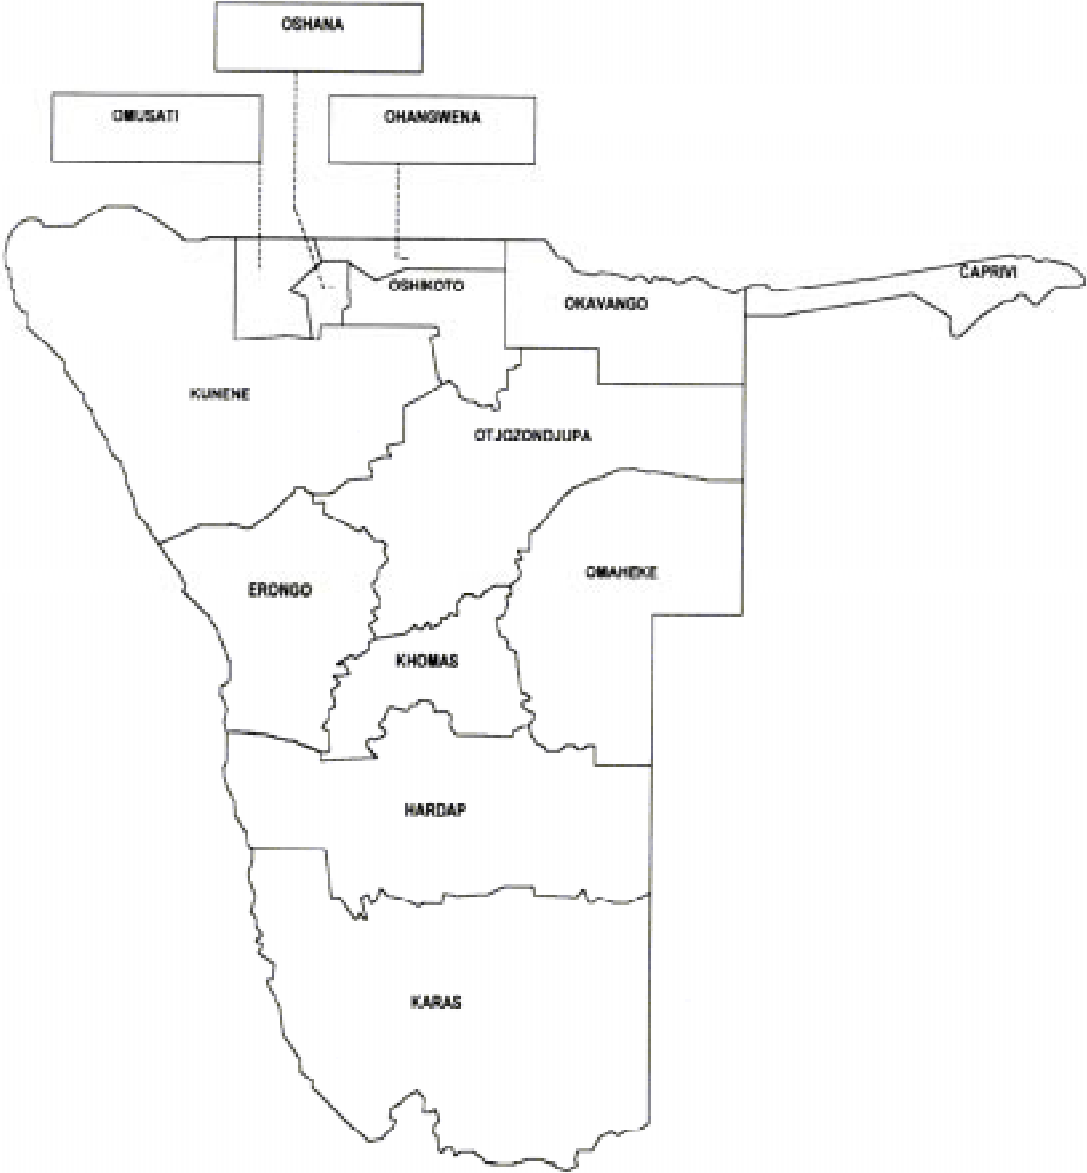 OSHANA
OMUSATI
OHANGWENA
CAPRIVI
OSHIKOTO
OKAVANGO
KUNENE
OTJOZONDJUPA
OMAHEKE
ERONGO
KHOMAS
HARDAP
KARAS